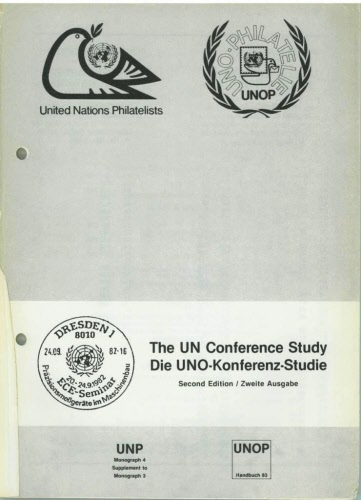 United Nations Philatelists
UNO-PHILATELIE
UNOP
DRESDEN 1
8010
24.09. 82-16
20.-24.9.1982
ECE-Seminar
Präzisionsmeßgeräte im Maschinenbau
The UN Conference Study
Die UNO-Konferenz-Studie
Second Edition / Zweite Ausgabe
UNP
Monograph 4
Supplement to
Monograph 3
UNOP
Handbuch 83